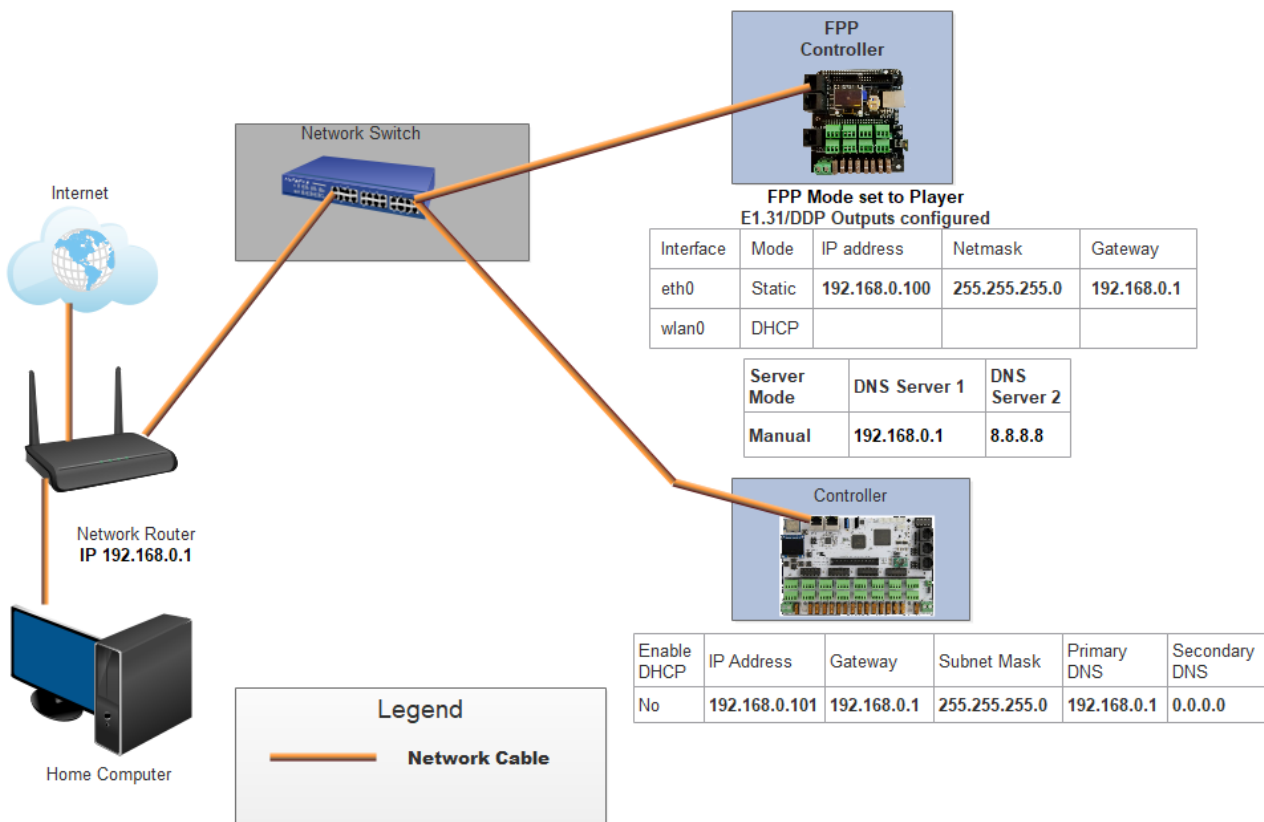 FPP
Controller
Network Switch
Internet
FPP Mode set to Player
E1.31/DDP Outputs configured
Interface Mode IP address Netmask Gateway
eth0 Static 192.168.0.100 255.255.255.0 192.168.0.1
wlan0 DHCP
Server
Mode
DNS Server 1
DNS
Server 2
Manual 192.168.0.1 8.8.8.8
Controller
Network Router
IP 192.168.0.1
Enable
DHCP
IP Address Gateway Subnet Mask
Primary
DNS
Secondary
DNS
No 192.168.0.101 192.168.0.1 255.255.255.0 192.168.0.1 0.0.0.0
Legend
Network Cable
Home Computer